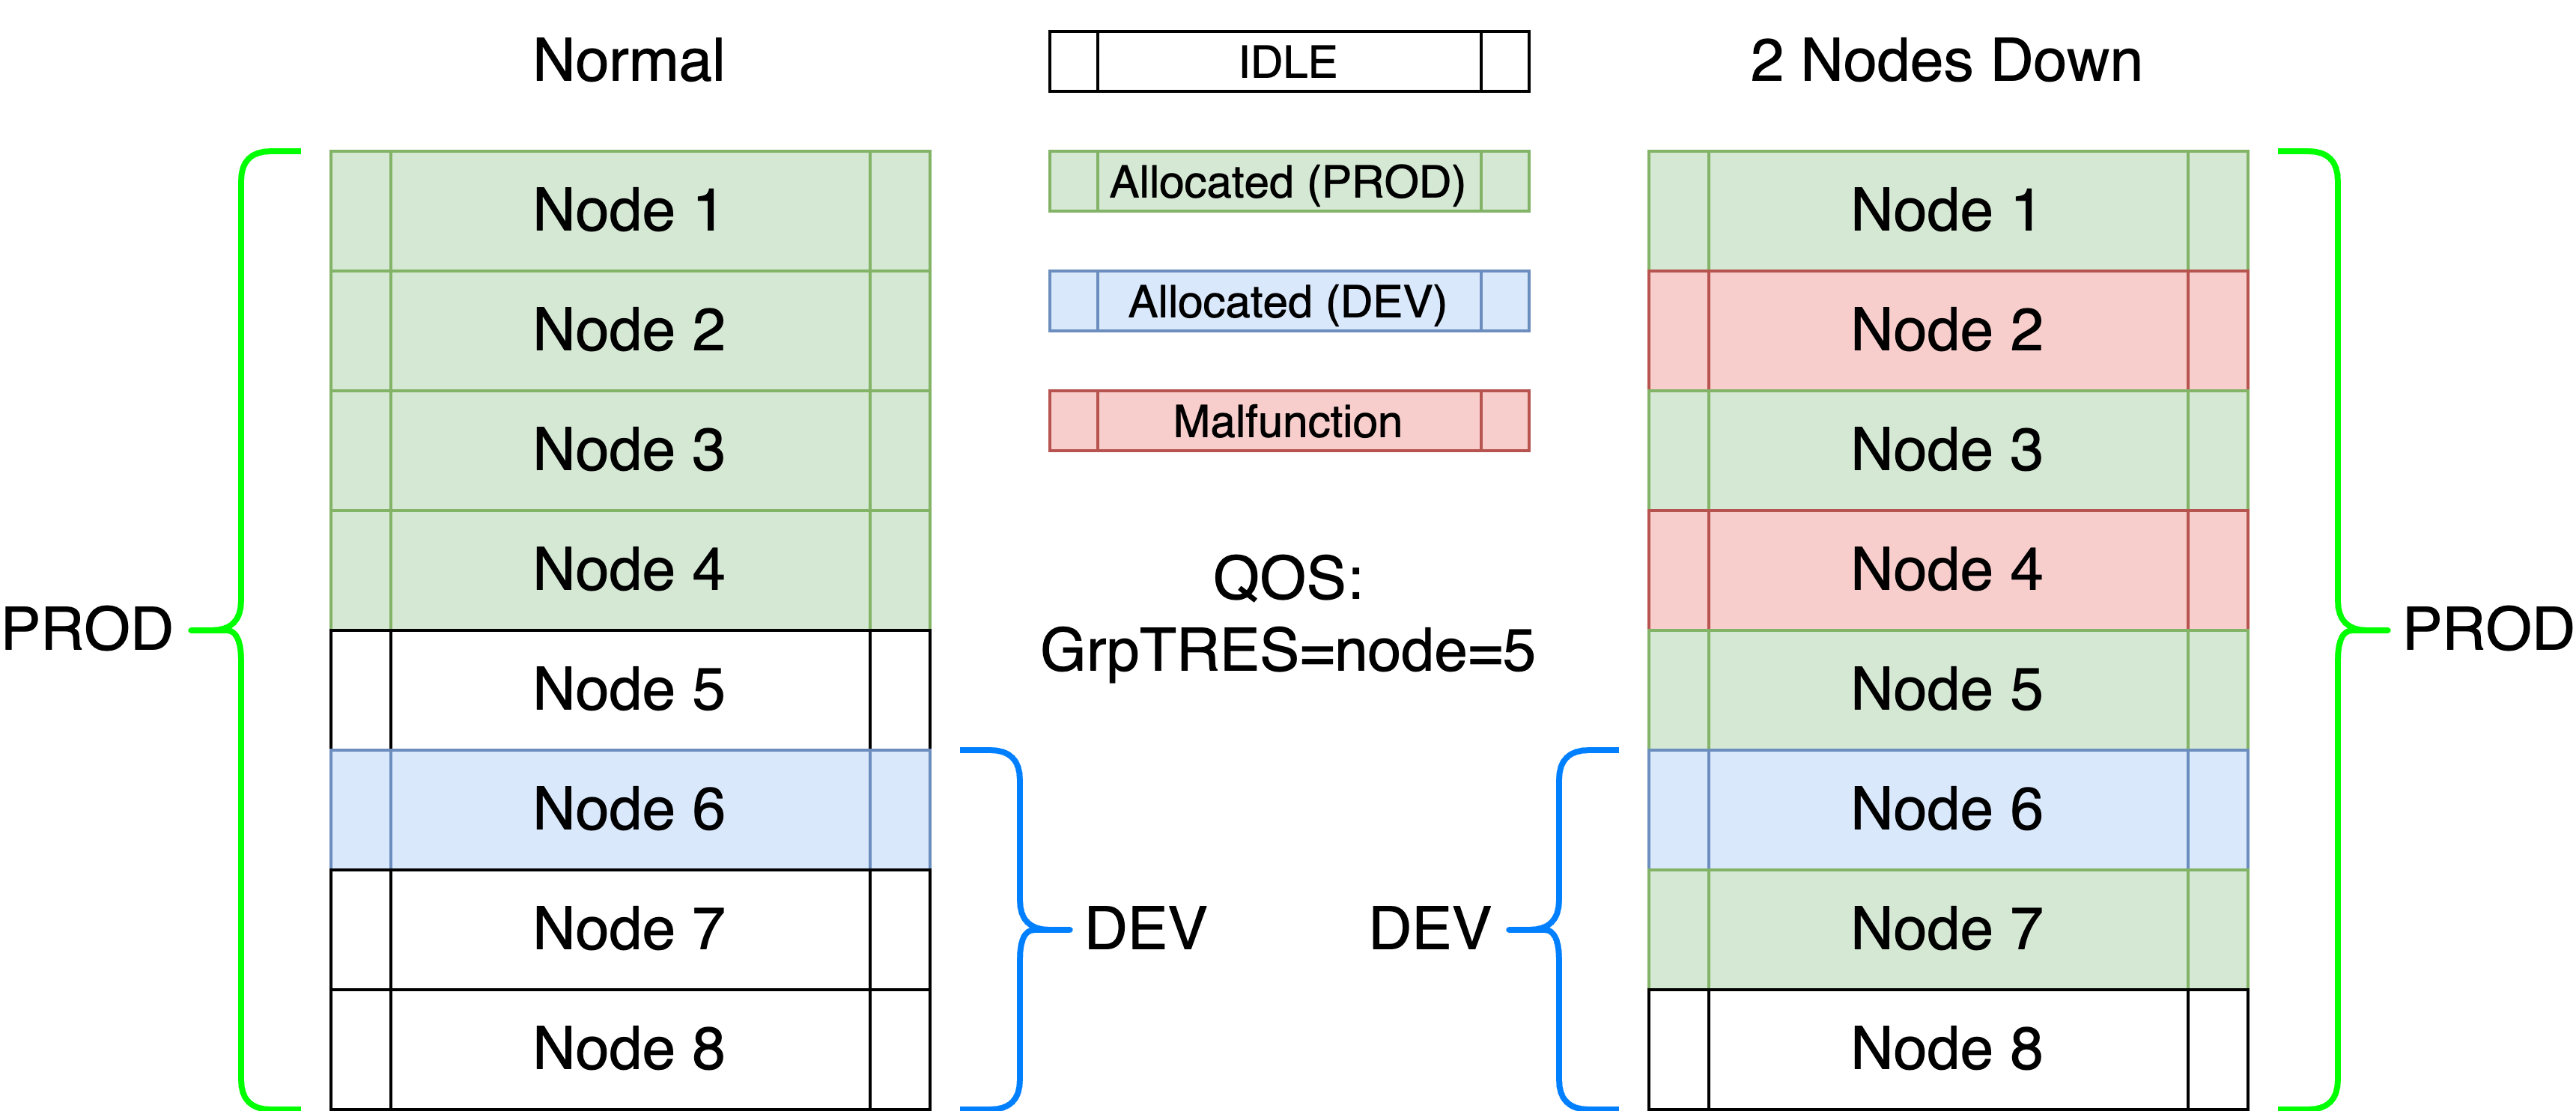 Normal
IDLE
2 Nodes Down
Allocated (PROD)
Allocated (DEV)
Malfunction
QOS:
GrpTRES=node=5
PROD
Node 1
Node 2
Node 3
Node 4
Node 5
Node 6
Node 7
Node 8
DEV
DEV
Node 1
Node 2
Node 3
Node 4
Node 5
Node 6
Node 7
Node 8
PROD